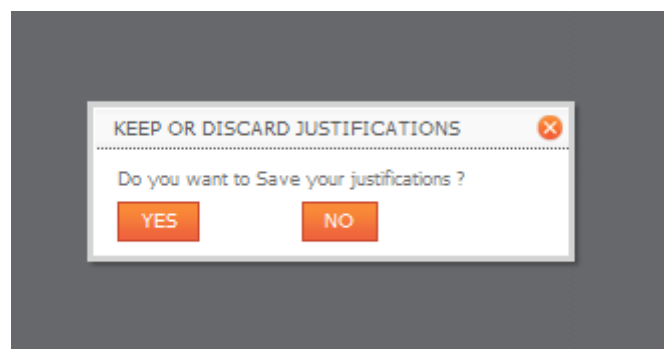 KEEP OR DISCARD JUSTIFICATIONS
Do you want to Save your justifications ?
YES NO